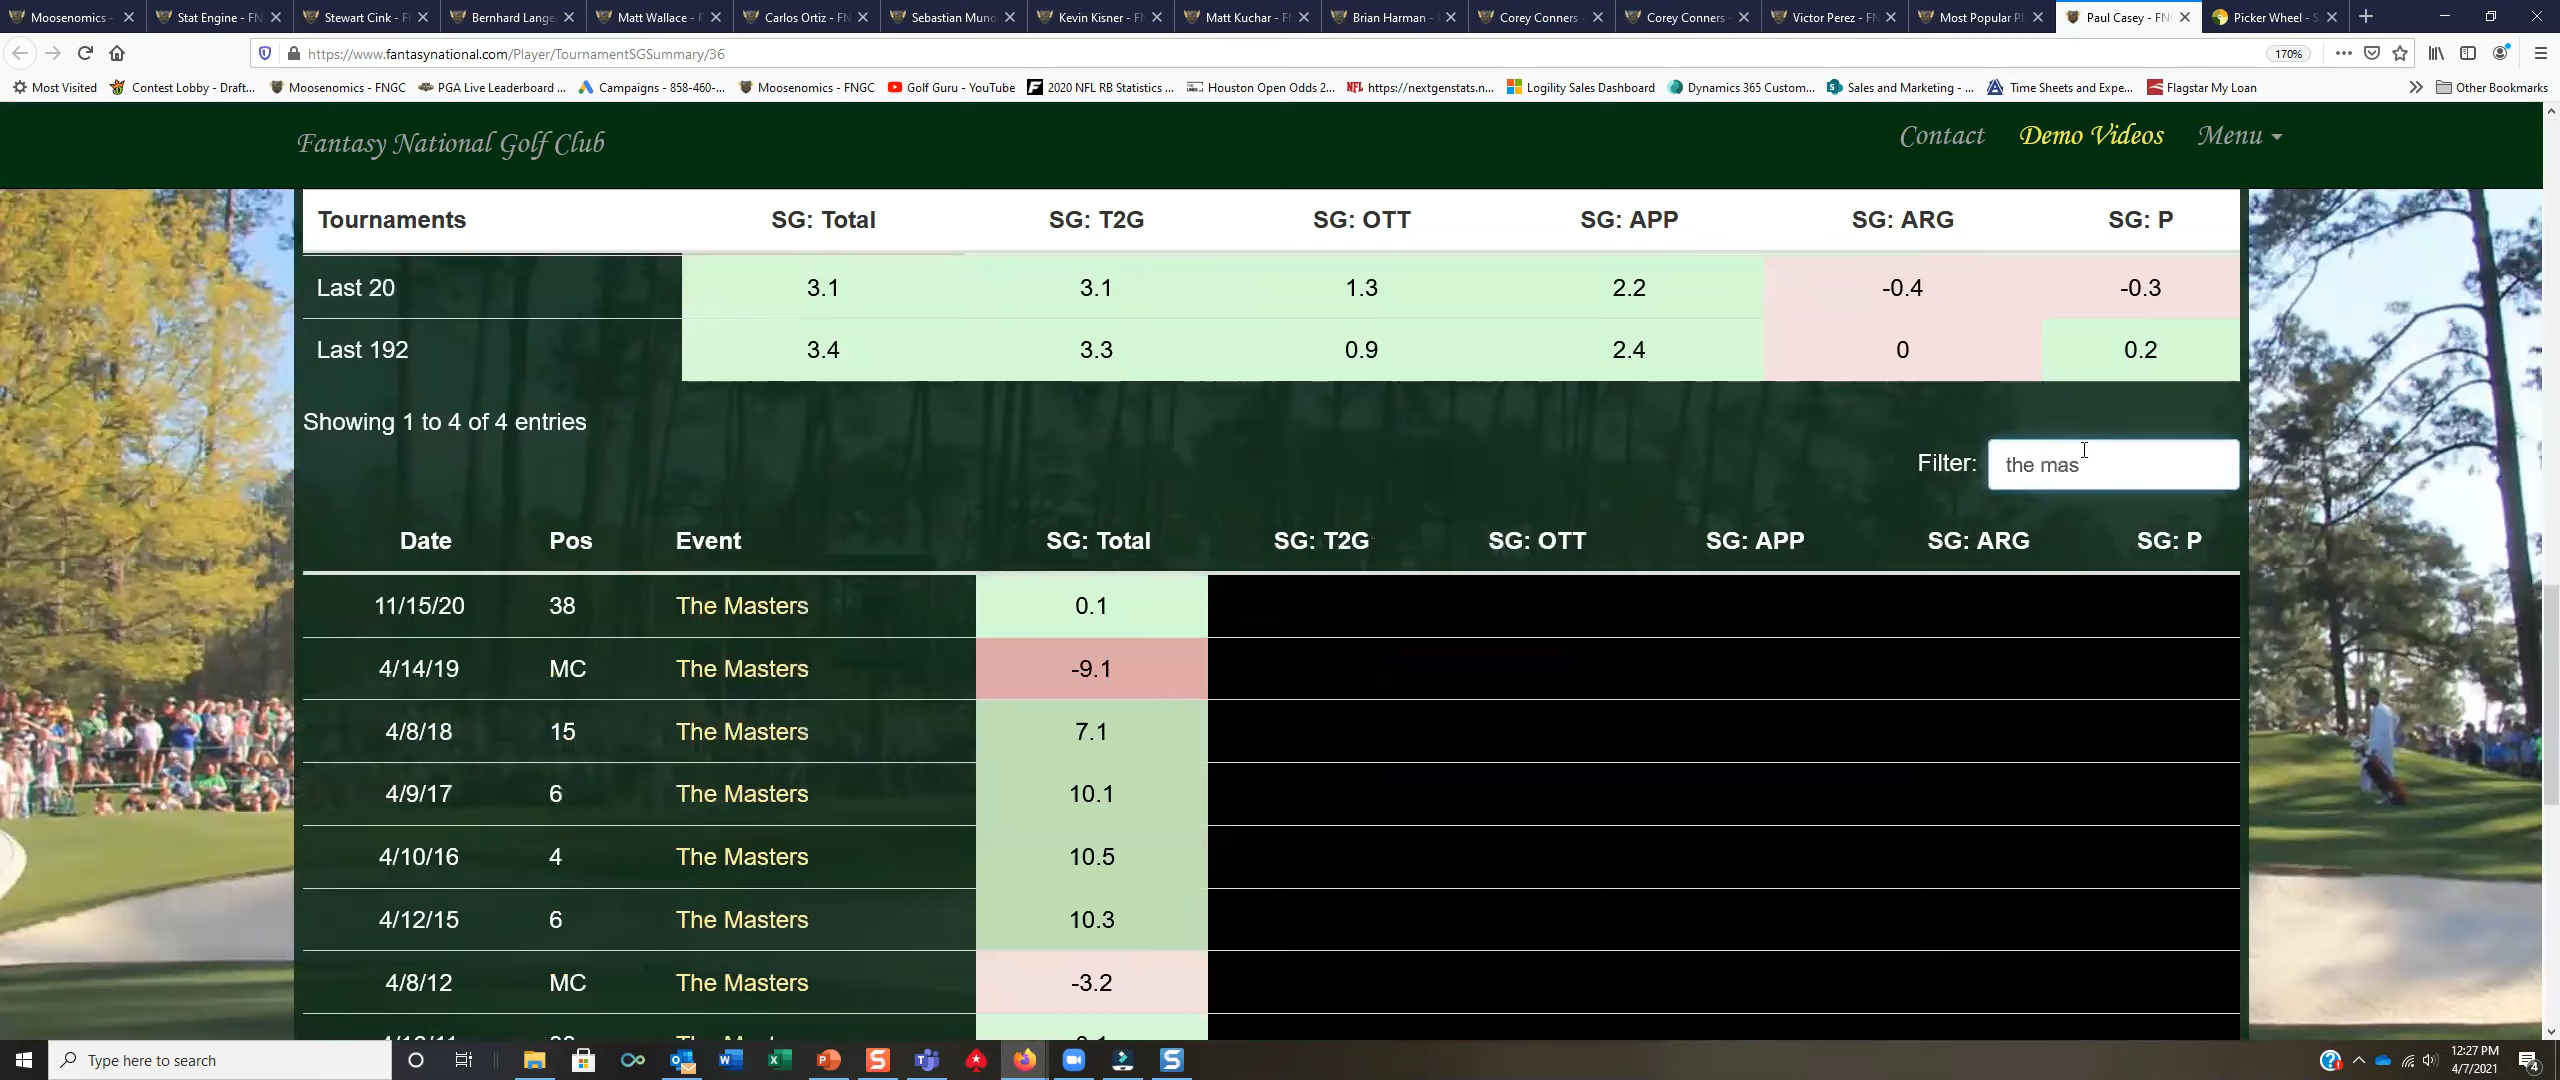 Moosenomics - Stat Engine - FN Stewart Cink - F Bernhard Lange Matt Wallace - F Carlos Ortiz - FN Sebastian Muno Kevin Kisner - FN Matt Kuchar - FN Brian Harman - Corey Conners Corey Conners Victor Perez - FN Most Popular Pl Paul Casey - FN Picker Wheel - S
https://www.fantasynational.com/Player/TournamentSGSummary/36 170%
Most Visited Contest Lobby - Draft... Moosenomics - FNGC PGA Live Leaderboard ... Campaigns - 858-460-... Moosenomics - FNGC Golf Guru - YouTube 2020 NFL RB Statistics ... Houston Open Odds 2... https://nextgenstats.n... Logility Sales Dashboard Dynamics 365 Custom... Sales and Marketing - ... Time Sheets and Expe... Flagstar My Loan Other Bookmarks
Fantasy National Golf Club Contact Demo Videos Menu
Tournaments SG: Total SG: T2G SG: OTT SG: APP SG: ARG SG: P
Last 20 3.1 3.1 1.3 2.2 -0.4 -0.3
Last 192 3.4 3.3 0.9 2.4 0 0.2
Showing 1 to 4 of 4 entries
Filter: the mas
Date Pos Event SG: Total SG: T2G SG: OTT SG: APP SG: ARG SG: P
11/15/20 38 The Masters 0.1
4/14/19 MC The Masters -9.1
4/8/18 15 The Masters 7.1
4/9/17 6 The Masters 10.1
4/10/16 4 The Masters 10.5
4/12/15 6 The Masters 10.3
4/8/12 MC The Masters -3.2
The Masters
Type here to search 12:27 PM
4/7/2021 4